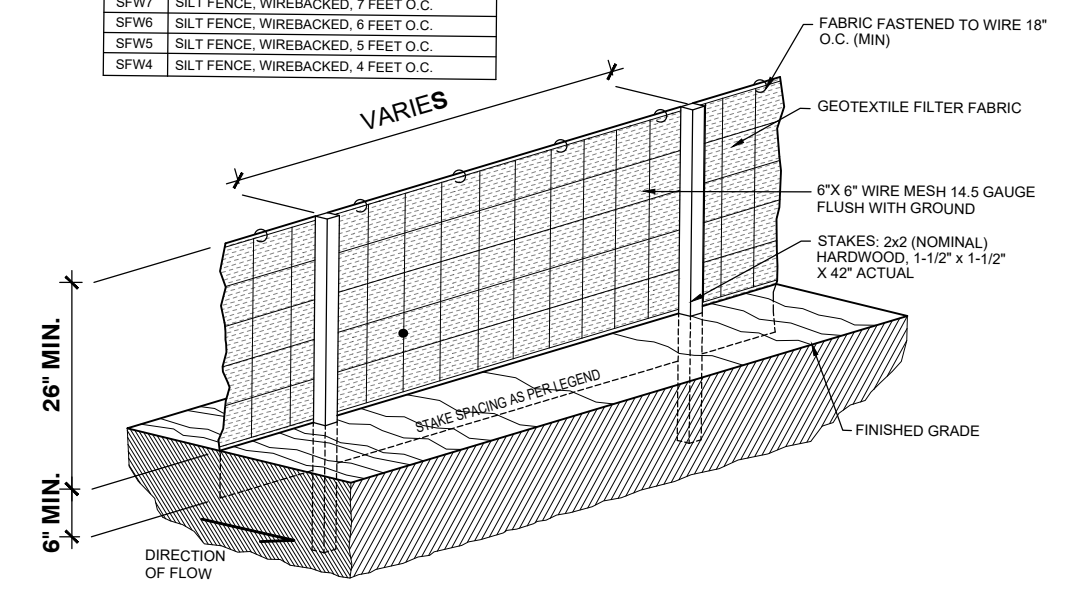 SFW7 SILT FENCE, WIREBACKED, 7 FEET O.C.
SFW6 SILT FENCE, WIREBACKED, 6 FEET O.C.
SFW5 SILT FENCE, WIREBACKED, 5 FEET O.C.
SFW4 SILT FENCE, WIREBACKED, 4 FEET O.C.
VARIES
FABRIC FASTENED TO WIRE 18"
O.C. (MIN)
GEOTEXTILE FILTER FABRIC
6"X 6" WIRE MESH 14.5 GAUGE
FLUSH WITH GROUND
STAKES: 2x2 (NOMINAL)
HARDWOOD, 1-1/2" x 1-1/2"
X 42" ACTUAL
26" MIN.
STAKE SPACING AS PER LEGEND
FINISHED GRADE
6" MIN.
DIRECTION
OF FLOW